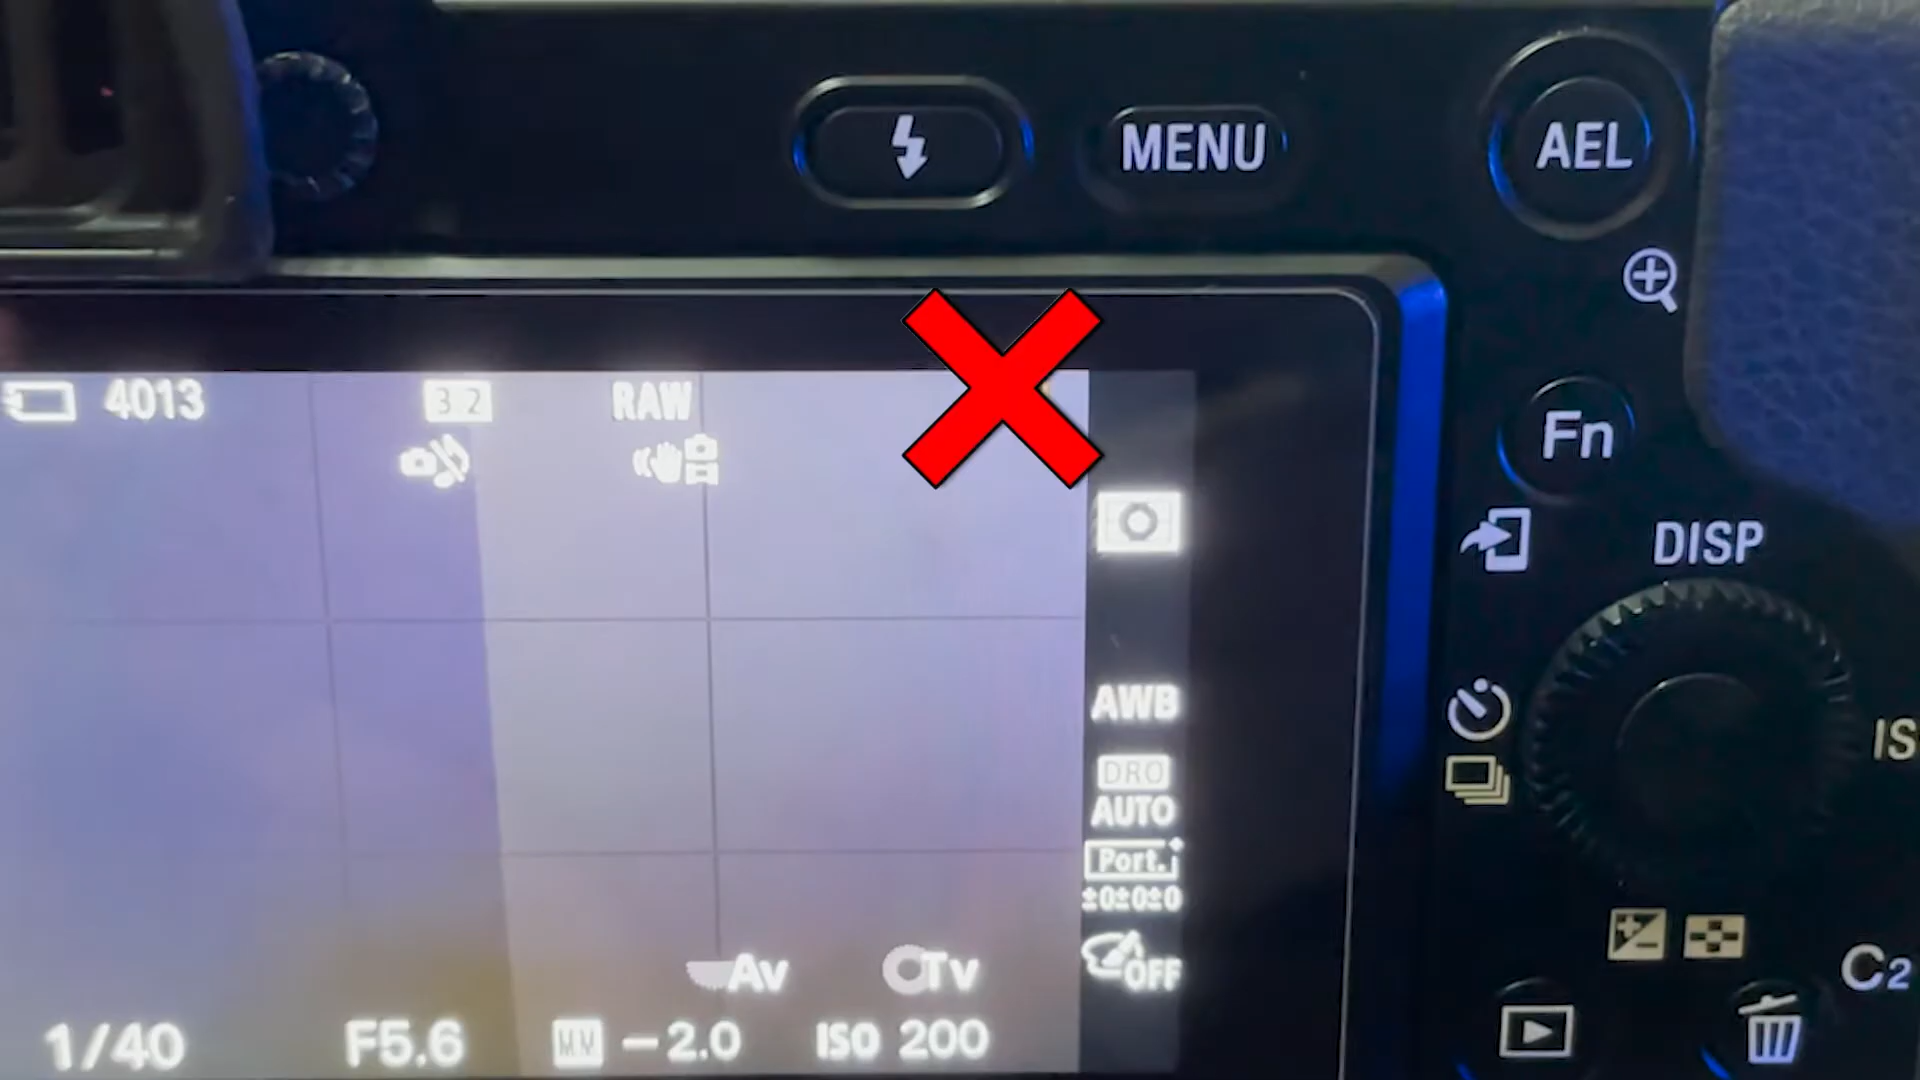 MENU
AEL
Fn
DISP
4013
3:2
RAW
AWB
DRO
AUTO
Port.
±0±0±0
OFF
Av
Tv
1/40
F5.6
MM
−2.0
ISO 200
IS
C2